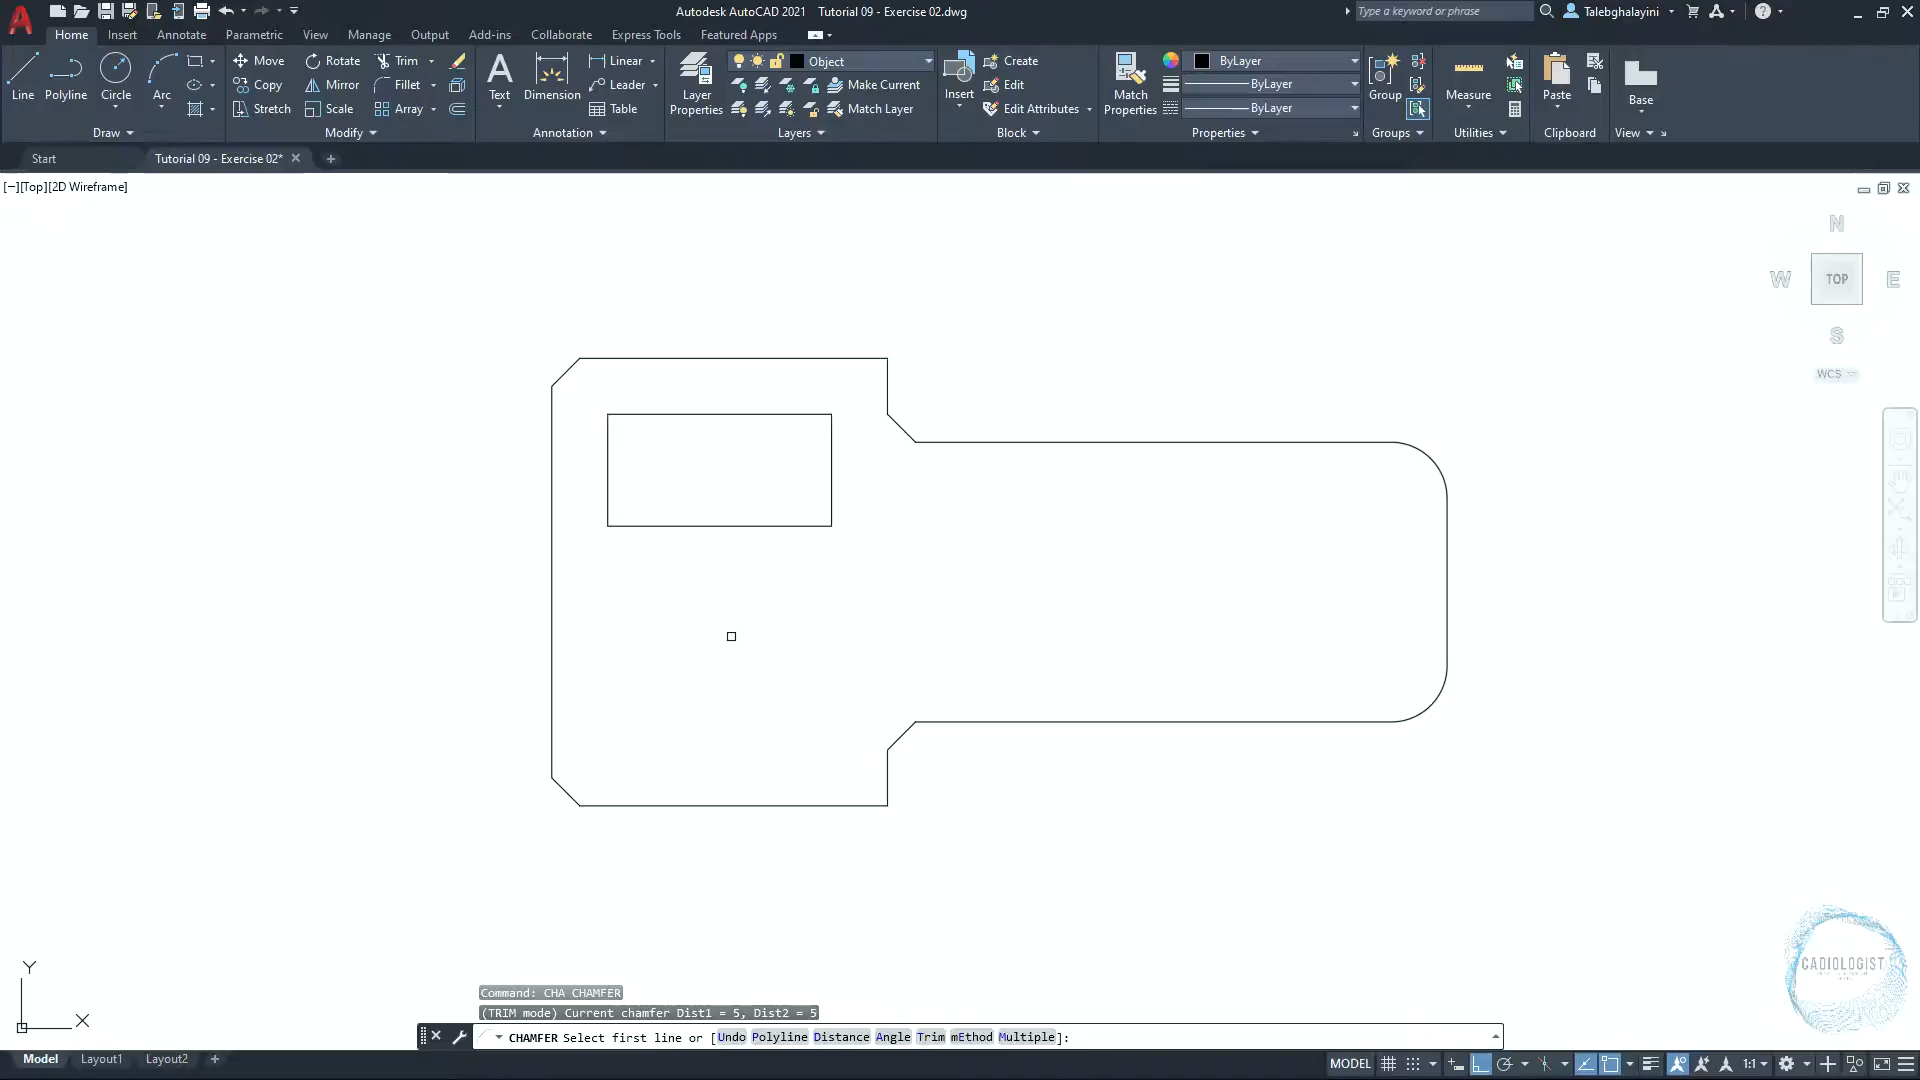 Autodesk AutoCAD 2021 Tutorial 09 - Exercise 02.dwg
Type a keyword or phrase
Talebghalayini
Home Insert Annotate Parametric View Manage Output Add-ins Collaborate Express Tools Featured Apps
Line Polyline Circle Arc
Move Rotate Trim
Copy Mirror Fillet
Stretch Scale Array
Text Dimension
Linear
Leader
Table
Layer Properties
Object
Make Current
Match Layer
Insert
Create
Edit
Edit Attributes
Match Properties
ByLayer
ByLayer
ByLayer
Group
Measure
Paste
Base
Draw Modify Annotation Layers Block Properties Groups Utilities Clipboard View
Start Tutorial 09 - Exercise 02*
[−][Top][2D Wireframe]
N
W TOP E
S
WCS
CADIOLOGIST
Y
X
Command: CHA CHAMFER
(TRIM mode) Current chamfer Dist1 = 5, Dist2 = 5
CHAMFER Select first line or [Undo Polyline Distance Angle Trim mEthod Multiple]:
Model Layout1 Layout2
MODEL 1:1